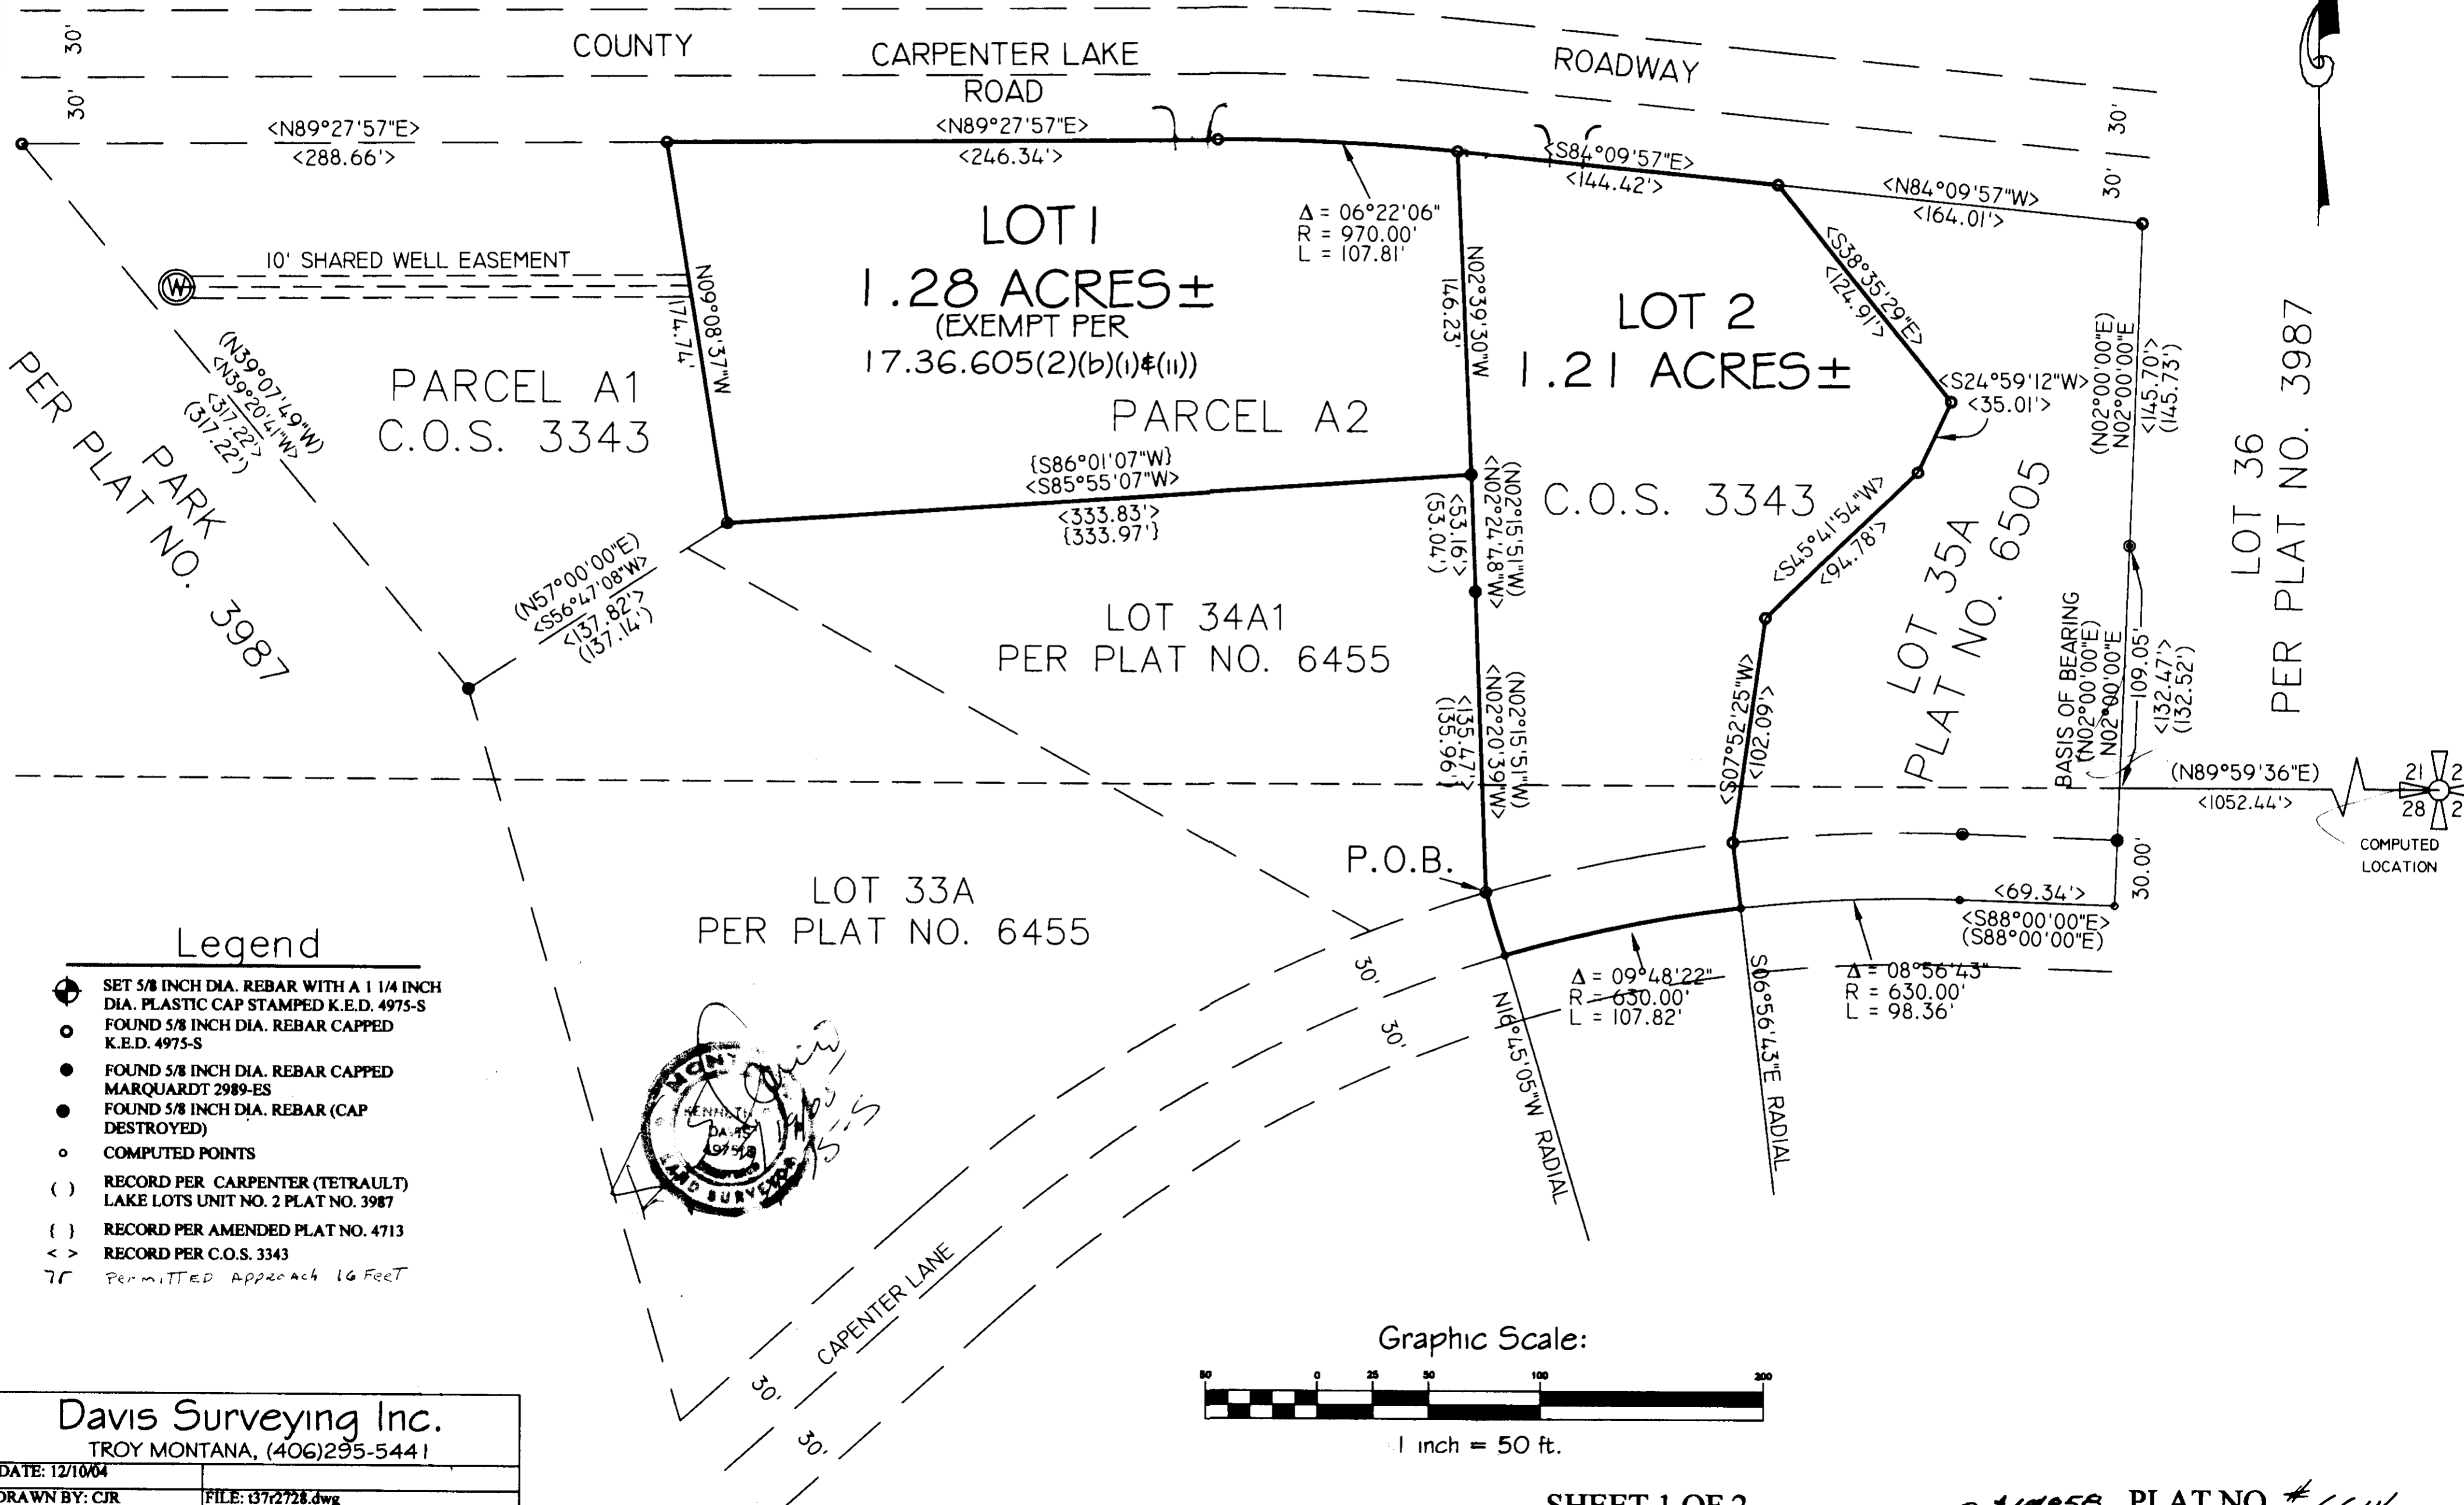 COUNTY CARPENTER LAKE ROADWAY
ROAD
30'
30'
30'
30'
<N89°27'57"E>
<288.66'>
<N89°27'57"E>
<246.34'>
<S84°09'57"E>
<144.42'>
<N84°09'57"W>
<164.01'>
Δ = 06°22'06"
R = 970.00'
L = 107.81'
LOT 1
1.28 ACRES±
(EXEMPT PER
17.36.605(2)(b)(i)&(ii))
10' SHARED WELL EASEMENT
W
N09°08'37"W
174.74'
N02°39'30"W
146.23'
LOT 2
1.21 ACRES±
<S38°35'29"E>
<124.91'>
<S24°59'12"W>
<35.01'>
(N02°00'00"E)
N02°00'00"E
<145.70'>
(145.73')
LOT 36
PER PLAT NO. 3987
PARK
PER PLAT NO. 3987
(N39°07'49"W)
<N39°20'41"W>
<317.22'>
(317.22')
PARCEL A1
C.O.S. 3343
PARCEL A2
C.O.S. 3343
{S86°01'07"W}
<S85°55'07"W>
<333.83'>
{333.97'}
(N02°15'51"W)
<N02°24'48"W>
<53.16'>
(53.04')
<S45°41'54"W>
<94.78'>
LOT 35A
PLAT NO. 6505
(N57°00'00"E)
<S56°47'08"W>
<137.82'>
(137.14')
LOT 34A1
PER PLAT NO. 6455
(N02°15'51"W)
<N02°20'39"W>
<135.47'>
(135.96')
<S07°52'25"W>
<102.09'>
BASIS OF BEARING
(N02°00'00"E)
N02°00'00"E
109.05'
<132.47'>
(132.52')
(N89°59'36"E)
<1052.44'>
21
28
COMPUTED
LOCATION
P.O.B.
LOT 33A
PER PLAT NO. 6455
30.00'
<69.34'>
<S88°00'00"E>
(S88°00'00"E)
Δ = 09°48'22"
R = 630.00'
L = 107.82'
Δ = 08°56'43"
R = 630.00'
L = 98.36'
N16°45'05"W RADIAL
S06°56'43"E RADIAL
30'
30'
CAPENTER LANE
30'
30'
Legend
SET 5/8 INCH DIA. REBAR WITH A 1 1/4 INCH
DIA. PLASTIC CAP STAMPED K.E.D. 4975-S
FOUND 5/8 INCH DIA. REBAR CAPPED
K.E.D. 4975-S
FOUND 5/8 INCH DIA. REBAR CAPPED
MARQUARDT 2989-ES
FOUND 5/8 INCH DIA. REBAR (CAP
DESTROYED)
COMPUTED POINTS
( ) RECORD PER CARPENTER (TETRAULT)
LAKE LOTS UNIT NO. 2 PLAT NO. 3987
{ } RECORD PER AMENDED PLAT NO. 4713
< > RECORD PER C.O.S. 3343
PERMITTED APPROACH 16 FEET
LAND SURVEYOR
Graphic Scale:
50 0 25 50 100 200
1 inch = 50 ft.
Davis Surveying Inc.
TROY MONTANA, (406)295-5441
DATE: 12/10/04
DRAWN BY: CJR FILE: t37r2728.dwg
SHEET 1 OF 2
PLAT NO. #